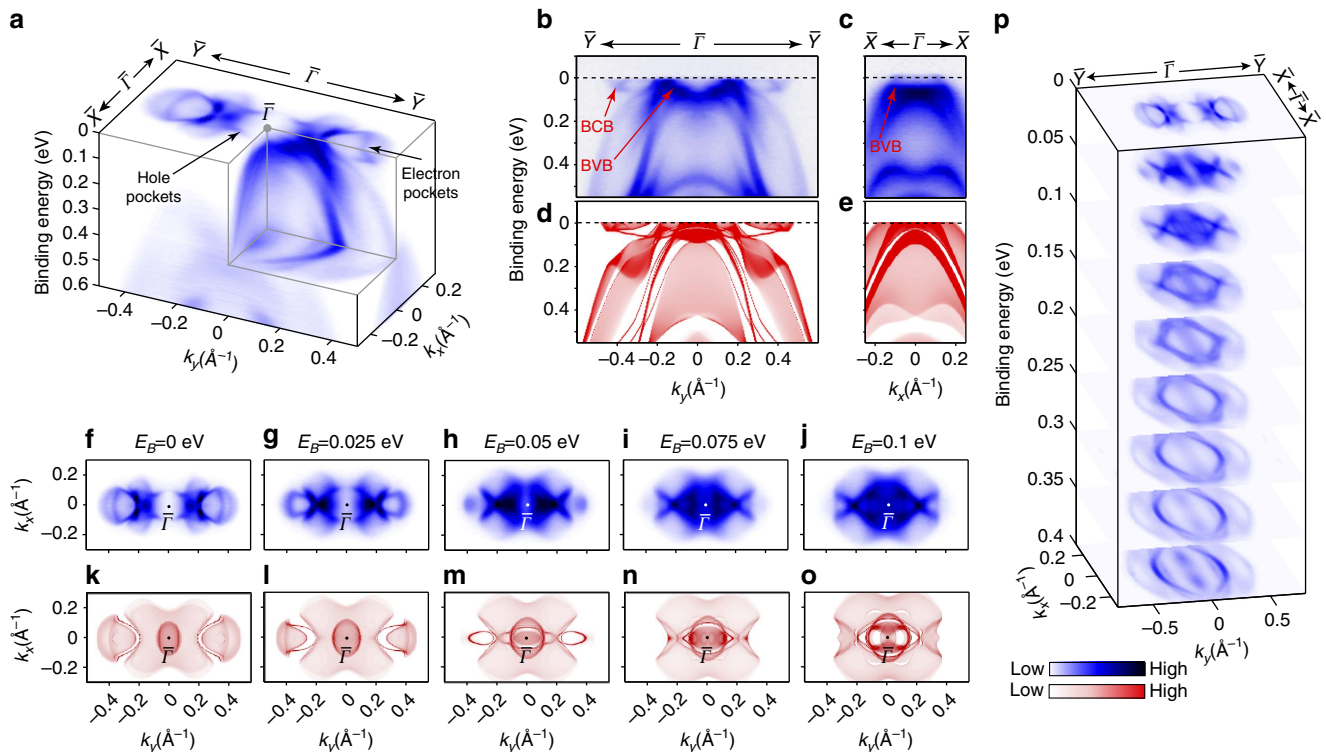 a
X̄ Γ̄ X̄
Ȳ Γ̄ Ȳ
Γ̄
Hole pockets
Electron pockets
Binding energy (eV)
0
0.1
0.2
0.3
0.4
0.5
0.6
−0.4 −0.2 0 0.2 0.4
k_y(Å⁻¹)
0.2
0
−0.2
k_x(Å⁻¹)
b
Ȳ Γ̄ Ȳ
0
0.2
0.4
BCB
BVB
c
X̄ Γ̄ X̄
BVB
d
0
0.2
0.4
Binding energy (eV)
−0.4 −0.2 0 0.2 0.4
k_y(Å⁻¹)
e
−0.2 0 0.2
k_x(Å⁻¹)
f E_B=0 eV
g E_B=0.025 eV
h E_B=0.05 eV
i E_B=0.075 eV
j E_B=0.1 eV
k_x(Å⁻¹)
0.2
0
−0.2
Γ̄ Γ̄ Γ̄ Γ̄ Γ̄
k l m n o
k_x(Å⁻¹)
0.2
0
−0.2
Γ̄ Γ̄ Γ̄ Γ̄ Γ̄
−0.4 −0.2 0 0.2 0.4 −0.4 −0.2 0 0.2 0.4 −0.4 −0.2 0 0.2 0.4 −0.4 −0.2 0 0.2 0.4 −0.4 −0.2 0 0.2 0.4
k_y(Å⁻¹) k_y(Å⁻¹) k_y(Å⁻¹) k_y(Å⁻¹) k_y(Å⁻¹)
p
Ȳ Γ̄ Ȳ
X̄ Γ̄ X̄
Binding energy (eV)
0
0.05
0.1
0.15
0.2
0.25
0.3
0.35
0.4
0.2
0
−0.2
k_x(Å⁻¹)
−0.5 0 0.5
k_y(Å⁻¹)
Low High
Low High